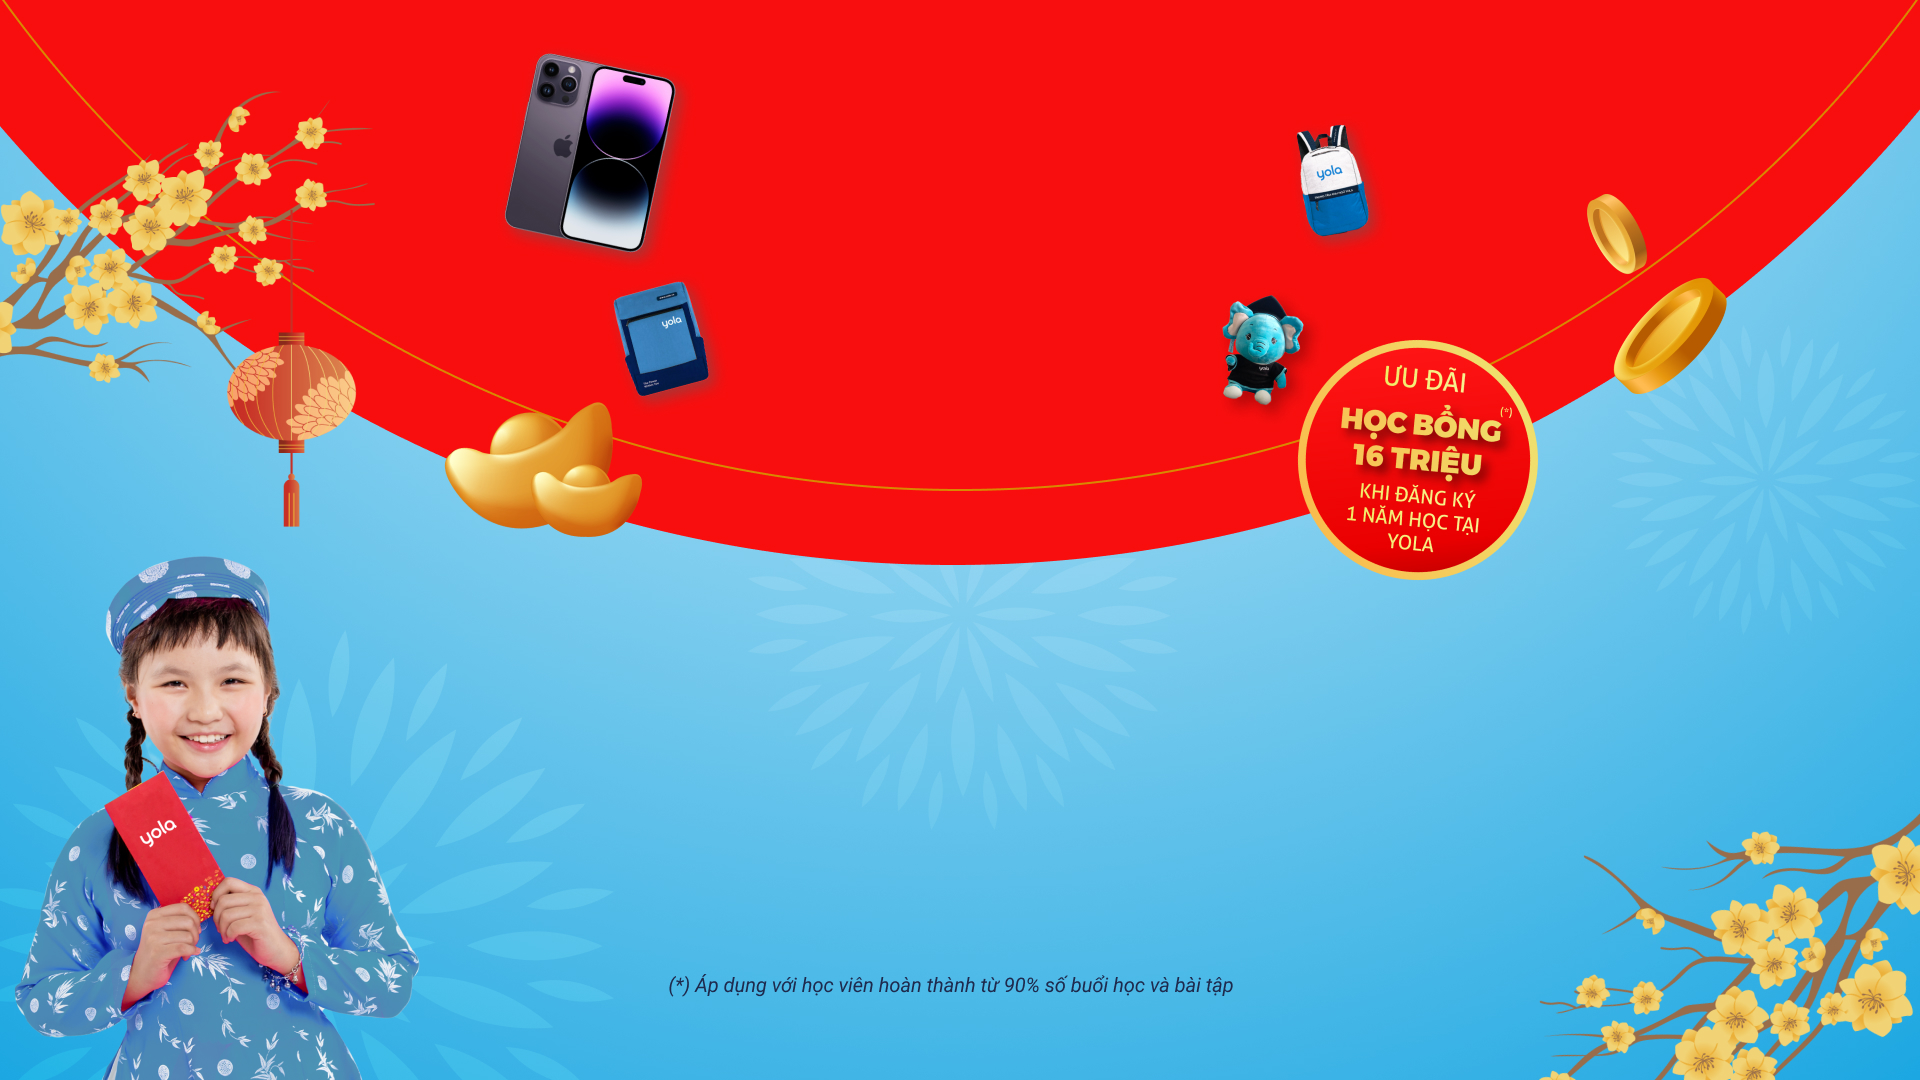 yola
yola
yola
ƯU ĐÃI
(*)
HỌC BỔNG
16 TRIỆU
KHI ĐĂNG KÝ
1 NĂM HỌC TẠI
YOLA
yola
(*) Áp dụng với học viên hoàn thành từ 90% số buổi học và bài tập